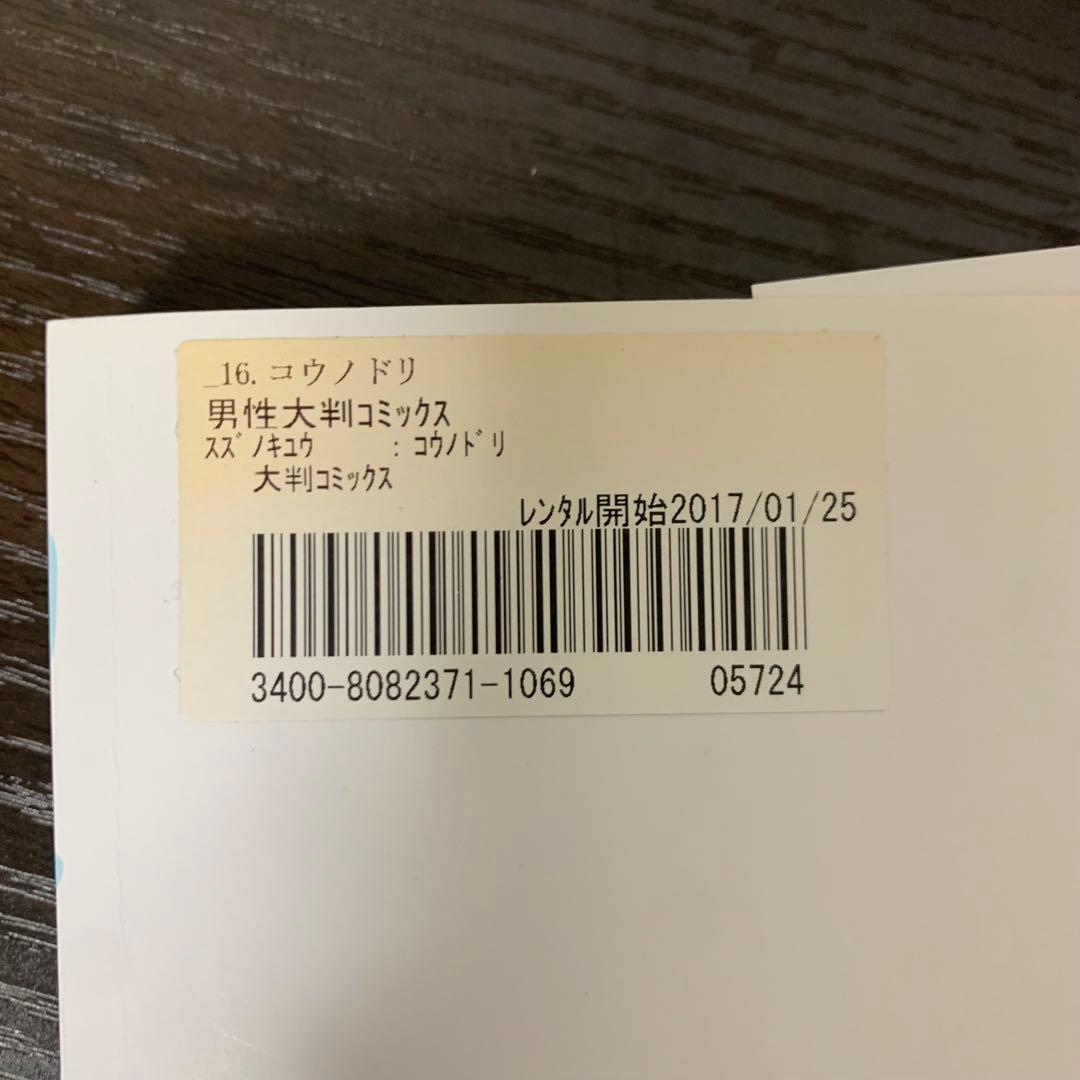 _16.コウノドリ
男性大判コミックス
ｽｽﾞﾉｷﾕｳ : ｺｳﾉﾄﾞﾘ
大判ｺﾐｯｸｽ
ﾚﾝﾀﾙ開始2017/01/25
3400-8082371-1069 05724